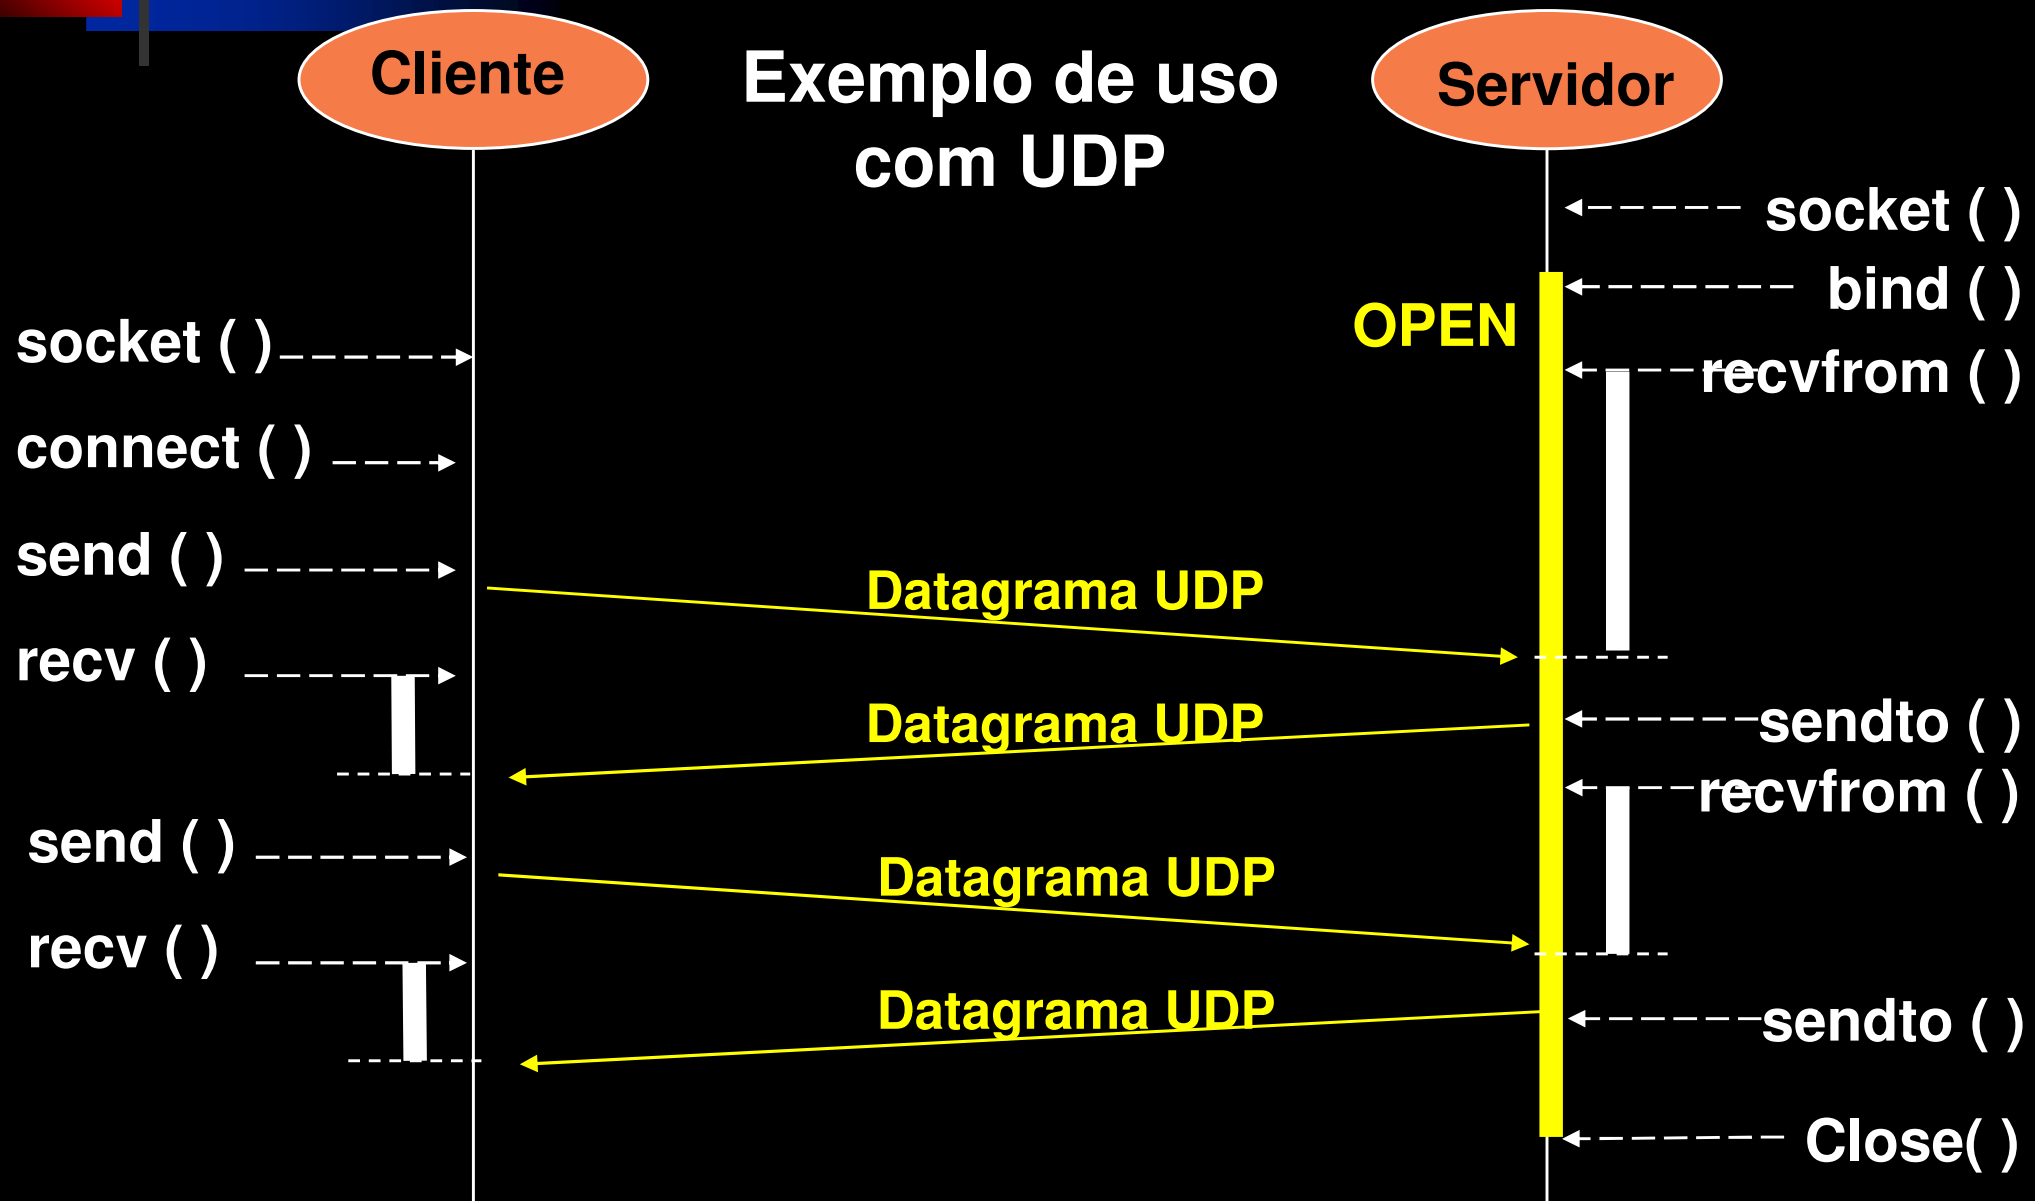 Cliente
Exemplo de uso
com UDP
Servidor
socket ( )
bind ( )
OPEN
socket ( )
recvfrom ( )
connect ( )
send ( )
Datagrama UDP
recv ( )
Datagrama UDP
sendto ( )
recvfrom ( )
send ( )
Datagrama UDP
recv ( )
Datagrama UDP
sendto ( )
Close( )